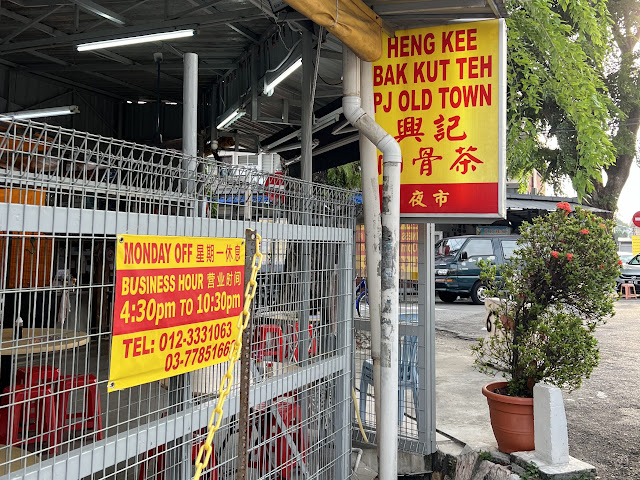 HENG KEE
BAK KUT TEH
PJ OLD TOWN
興記
骨茶
夜市
MONDAY OFF 星期一休息
BUSINESS HOUR 营业时间
4:30pm TO 10:30pm
TEL: 012-3331063
03-7785166